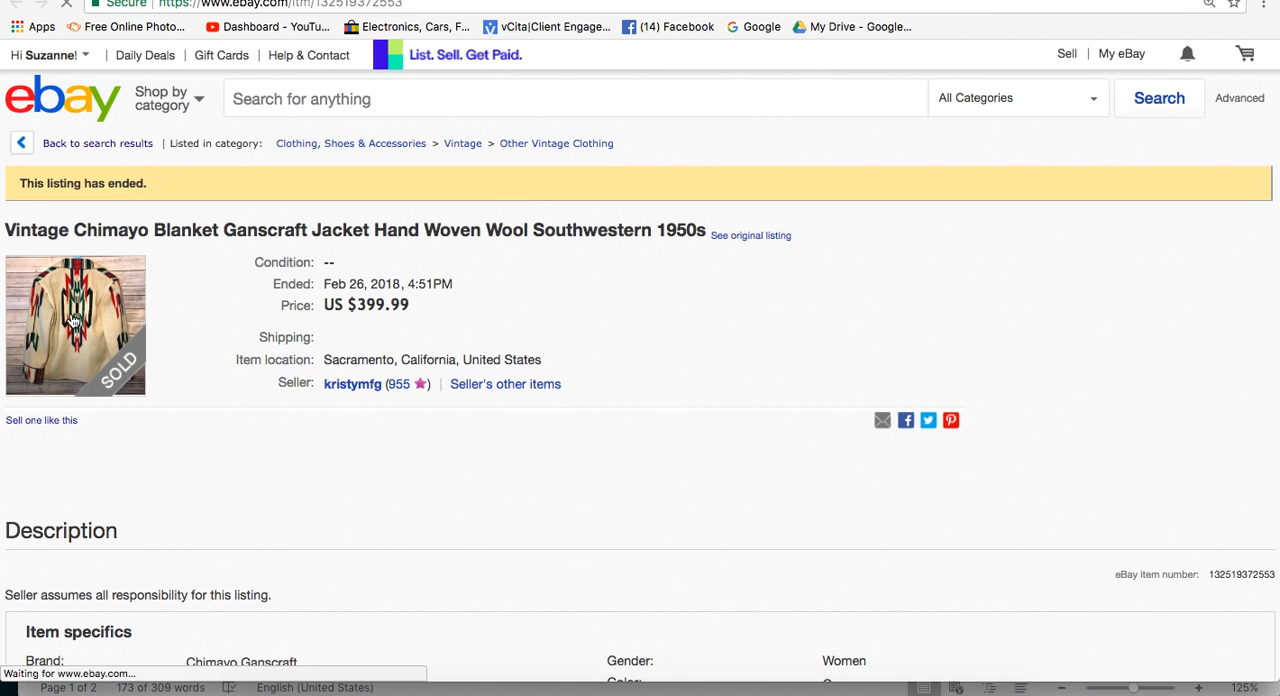 Secure https://www.ebay.com/itm/132519372553
Apps Free Online Photo... Dashboard - YouTu... Electronics, Cars, F... vCita|Client Engage... (14) Facebook Google My Drive - Google...
Hi Suzanne! | Daily Deals | Gift Cards | Help & Contact List. Sell. Get Paid. Sell | My eBay
ebay Shop by category Search for anything All Categories Search Advanced
Back to search results | Listed in category: Clothing, Shoes & Accessories > Vintage > Other Vintage Clothing
This listing has ended.
Vintage Chimayo Blanket Ganscraft Jacket Hand Woven Wool Southwestern 1950s See original listing
SOLD
Condition: --
Ended: Feb 26, 2018, 4:51PM
Price: US $399.99
Shipping:
Item location: Sacramento, California, United States
Seller: kristymfg (955 ) | Seller's other items
Sell one like this
Description
eBay item number: 132519372553
Seller assumes all responsibility for this listing.
Item specifics
Brand: Chimayo Ganscraft Gender: Women
Color:
Waiting for www.ebay.com...
Page 1 of 2 173 of 309 words English (United States) 125%